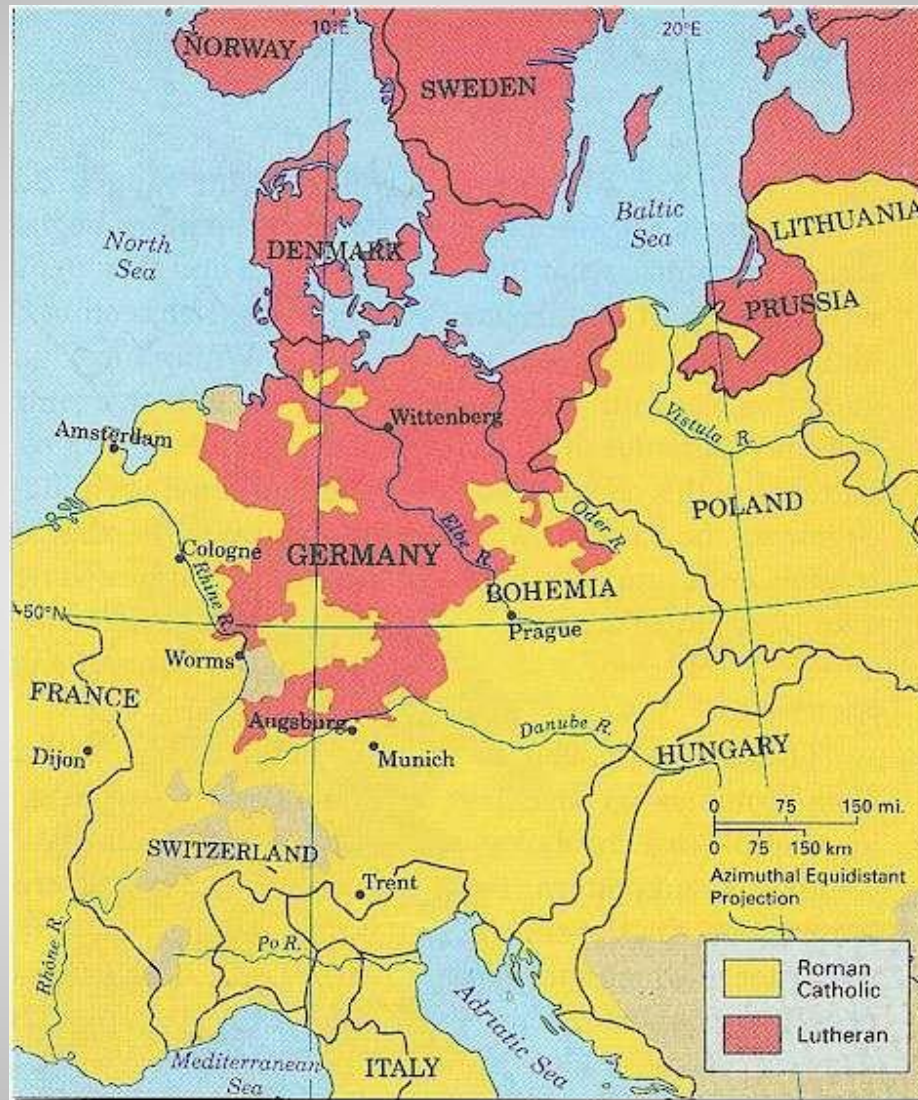 10°E
20°E
NORWAY
SWEDEN
North
Sea
DENMARK
Baltic
Sea
LITHUANIA
PRUSSIA
Amsterdam
Wittenberg
Vistula R.
POLAND
Cologne
GERMANY
Elbe R.
Oder R.
Rhine R.
BOHEMIA
50°N
Prague
Worms
FRANCE
Augsburg
Danube R.
Dijon
Munich
HUNGARY
0 75 150 mi.
0 75 150 km
Azimuthal Equidistant
Projection
SWITZERLAND
Trent
Rhône R.
Po R.
Adriatic Sea
Mediterranean
Sea
ITALY
Roman
Catholic
Lutheran